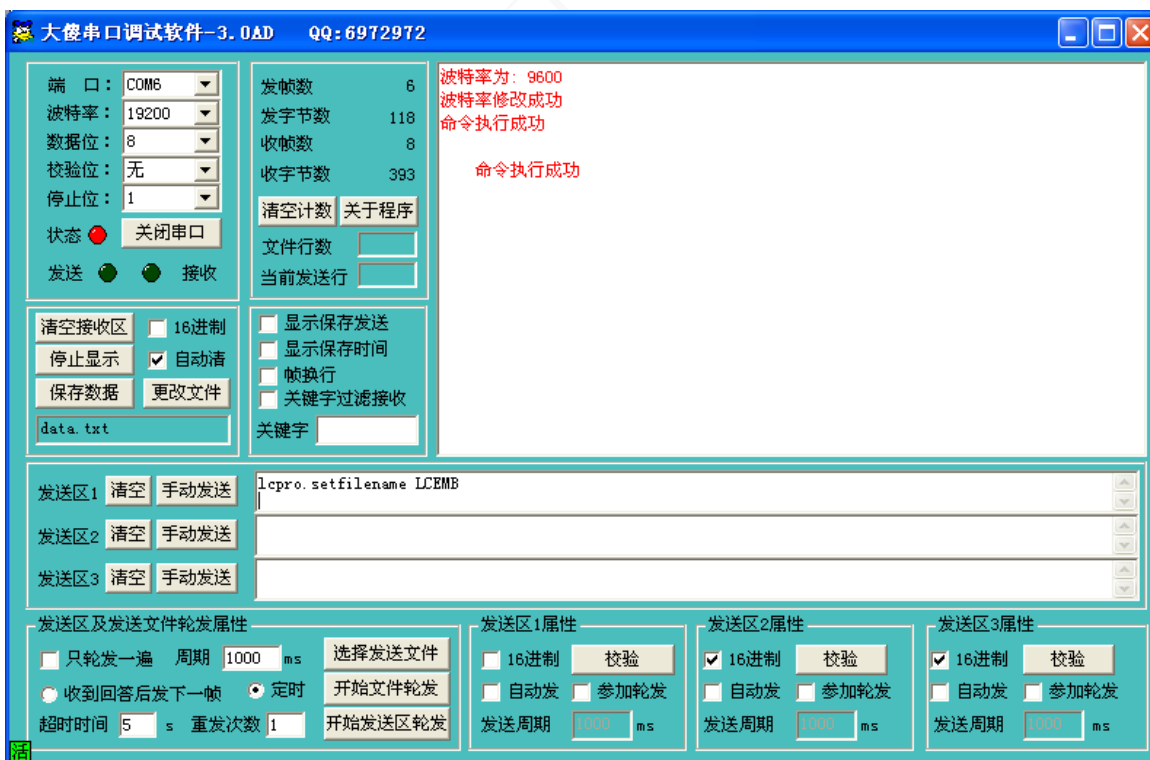 大傻串口调试软件-3.0AD QQ:6972972
端 口： COM6
波特率： 19200
数据位： 8
校验位： 无
停止位： 1
状态 关闭串口
发送 接收
发帧数 6
发字节数 118
收帧数 8
收字节数 393
清空计数 关于程序
文件行数
当前发送行
波特率为: 9600
波特率修改成功
命令执行成功
命令执行成功
清空接收区 16进制
停止显示 自动清
保存数据 更改文件
data.txt
显示保存发送
显示保存时间
帧换行
关键字过滤接收
关键字
发送区1 清空 手动发送 lcpro.setfilename LCEMB
发送区2 清空 手动发送
发送区3 清空 手动发送
发送区及发送文件轮发属性
只轮发一遍 周期 1000 ms 选择发送文件
收到回答后发下一帧 定时 开始文件轮发
超时时间 5 s 重发次数 1 开始发送区轮发
发送区1属性
16进制 校验
自动发 参加轮发
发送周期 1000 ms
发送区2属性
16进制 校验
自动发 参加轮发
发送周期 1000 ms
发送区3属性
16进制 校验
自动发 参加轮发
发送周期 1000 ms
活